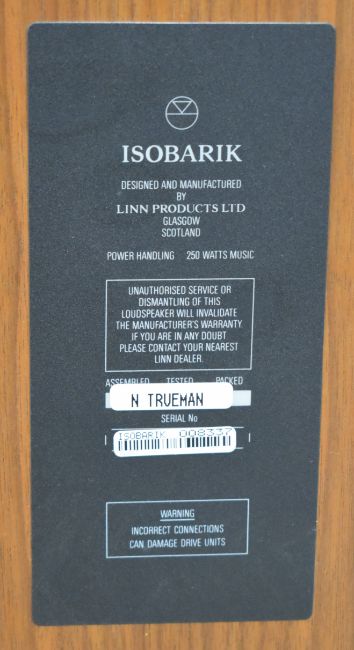 ISOBARIK
DESIGNED AND MANUFACTURED
BY
LINN PRODUCTS LTD
GLASGOW
SCOTLAND
POWER HANDLING 250 WATTS MUSIC
UNAUTHORISED SERVICE OR
DISMANTLING OF THIS
LOUDSPEAKER WILL INVALIDATE
THE MANUFACTURER'S WARRANTY.
IF YOU ARE IN ANY DOUBT
PLEASE CONTACT YOUR NEAREST
LINN DEALER.
ASSEMBLED TESTED PACKED
N TRUEMAN
SERIAL No
ISOBARIK 008337
WARNING
INCORRECT CONNECTIONS
CAN DAMAGE DRIVE UNITS